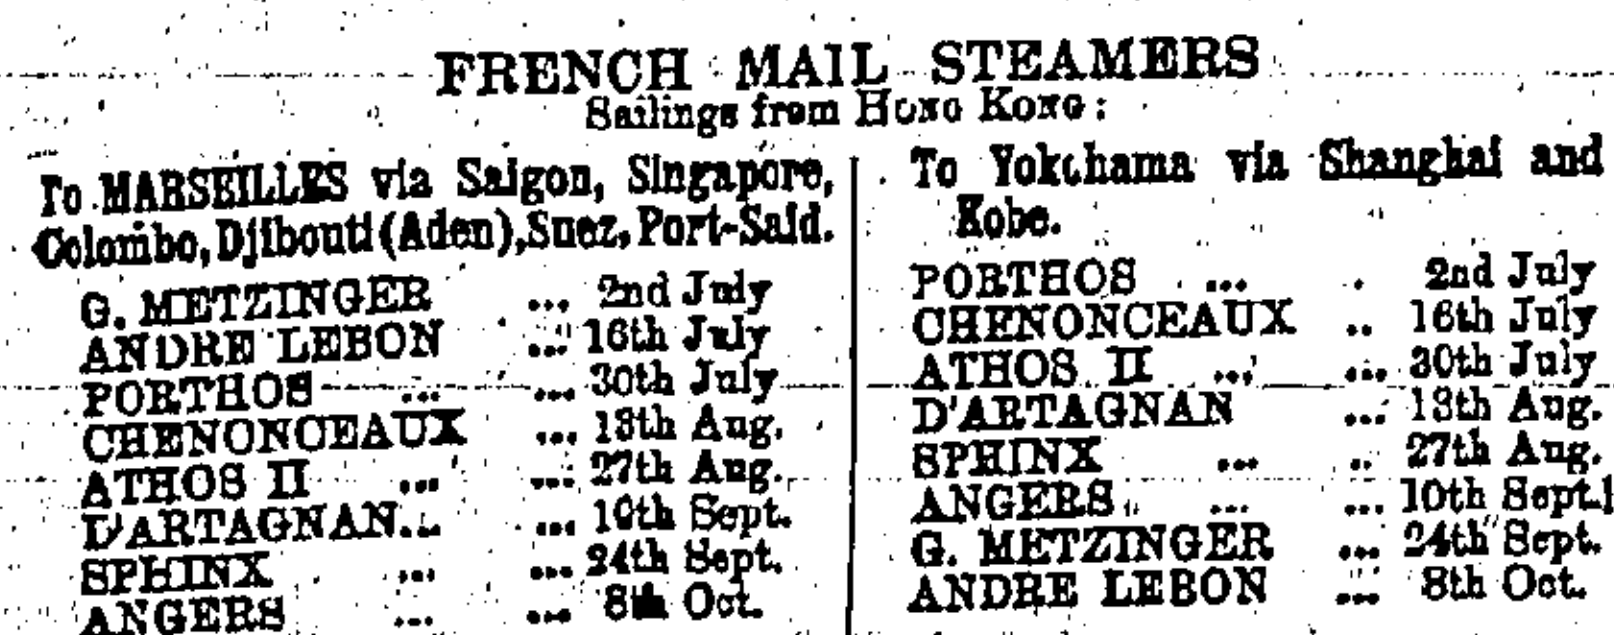 FRENCH MAIL STEAMERS
Sailings from HONG KONG:
To MARSEILLES via Saigon, Singapore,
Colombo, Djibouti (Aden), Suez, Port-Said.
G. METZINGER ... 2nd July
ANDRE LEBON ... 16th July
PORTHOS ... ... 30th July
CHENONCEAUX ... 13th Aug.
ATHOS II ... ... 27th Aug.
D'ARTAGNAN... ... 10th Sept.
SPHINX ... ... 24th Sept.
ANGERS ... ... 8th Oct.
To Yokohama via Shanghai and
Kobe.
PORTHOS ... . 2nd July
CHENONCEAUX .. 16th July
ATHOS II ... ... 30th July
D'ARTAGNAN ... 13th Aug.
SPHINX ... .. 27th Aug.
ANGERS ... ... 10th Sept.
G. METZINGER ... 24th Sept.
ANDRE LEBON ... 8th Oct.